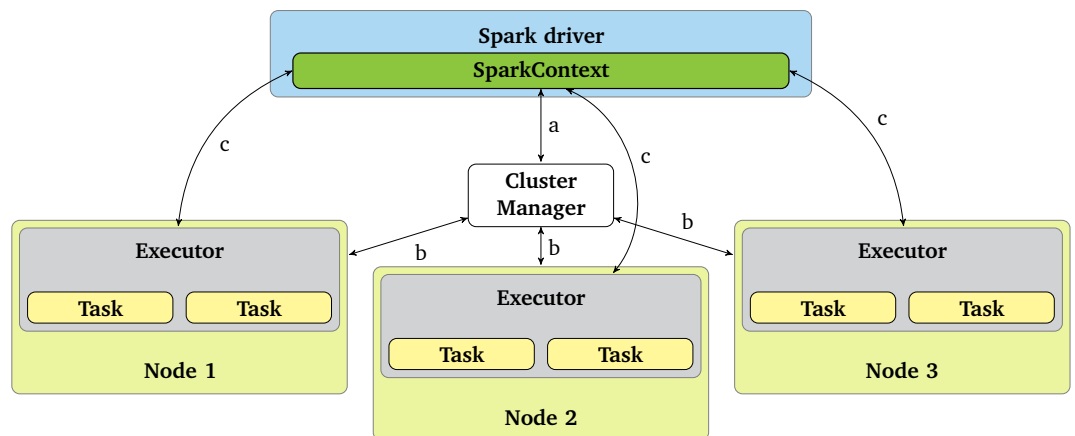 Spark driver
SparkContext
a
c
c
c
Cluster
Manager
b
b
b
Executor
Task
Task
Node 1
Executor
Task
Task
Node 2
Executor
Task
Task
Node 3